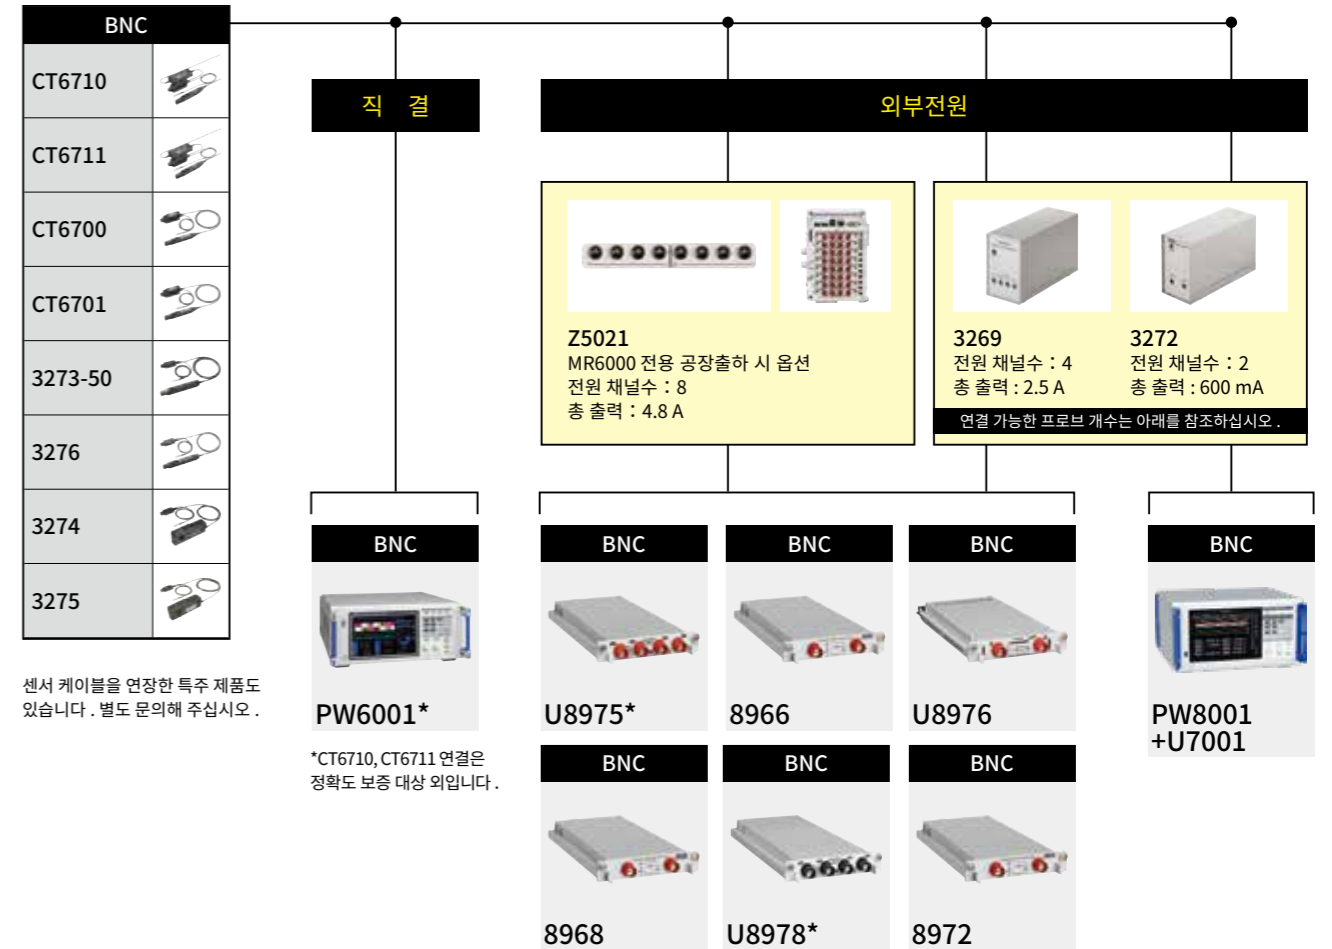 BNC
CT6710
CT6711
CT6700
CT6701
3273-50
3276
3274
3275
센서 케이블을 연장한 특주 제품도
있습니다 . 별도 문의해 주십시오 .
직 결
외부전원
Z5021
MR6000 전용 공장출하 시 옵션
전원 채널수 : 8
총 출력 : 4.8 A
3269
전원 채널수 : 4
총 출력 : 2.5 A
3272
전원 채널수 : 2
총 출력 : 600 mA
연결 가능한 프로브 개수는 아래를 참조하십시오 .
BNC
PW6001*
*CT6710, CT6711 연결은
정확도 보증 대상 외입니다 .
BNC
U8975*
BNC
8966
BNC
U8976
BNC
8968
BNC
U8978*
BNC
8972
BNC
PW8001
+U7001